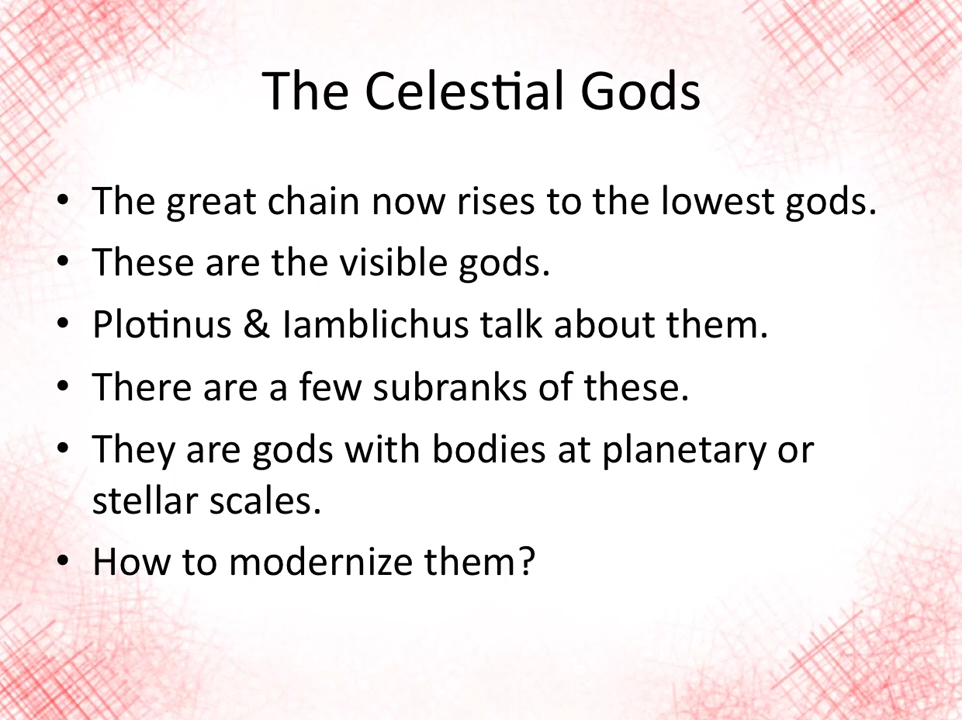 The Celestial Gods
• The great chain now rises to the lowest gods.
• These are the visible gods.
• Plotinus & Iamblichus talk about them.
• There are a few subranks of these.
• They are gods with bodies at planetary or
stellar scales.
• How to modernize them?